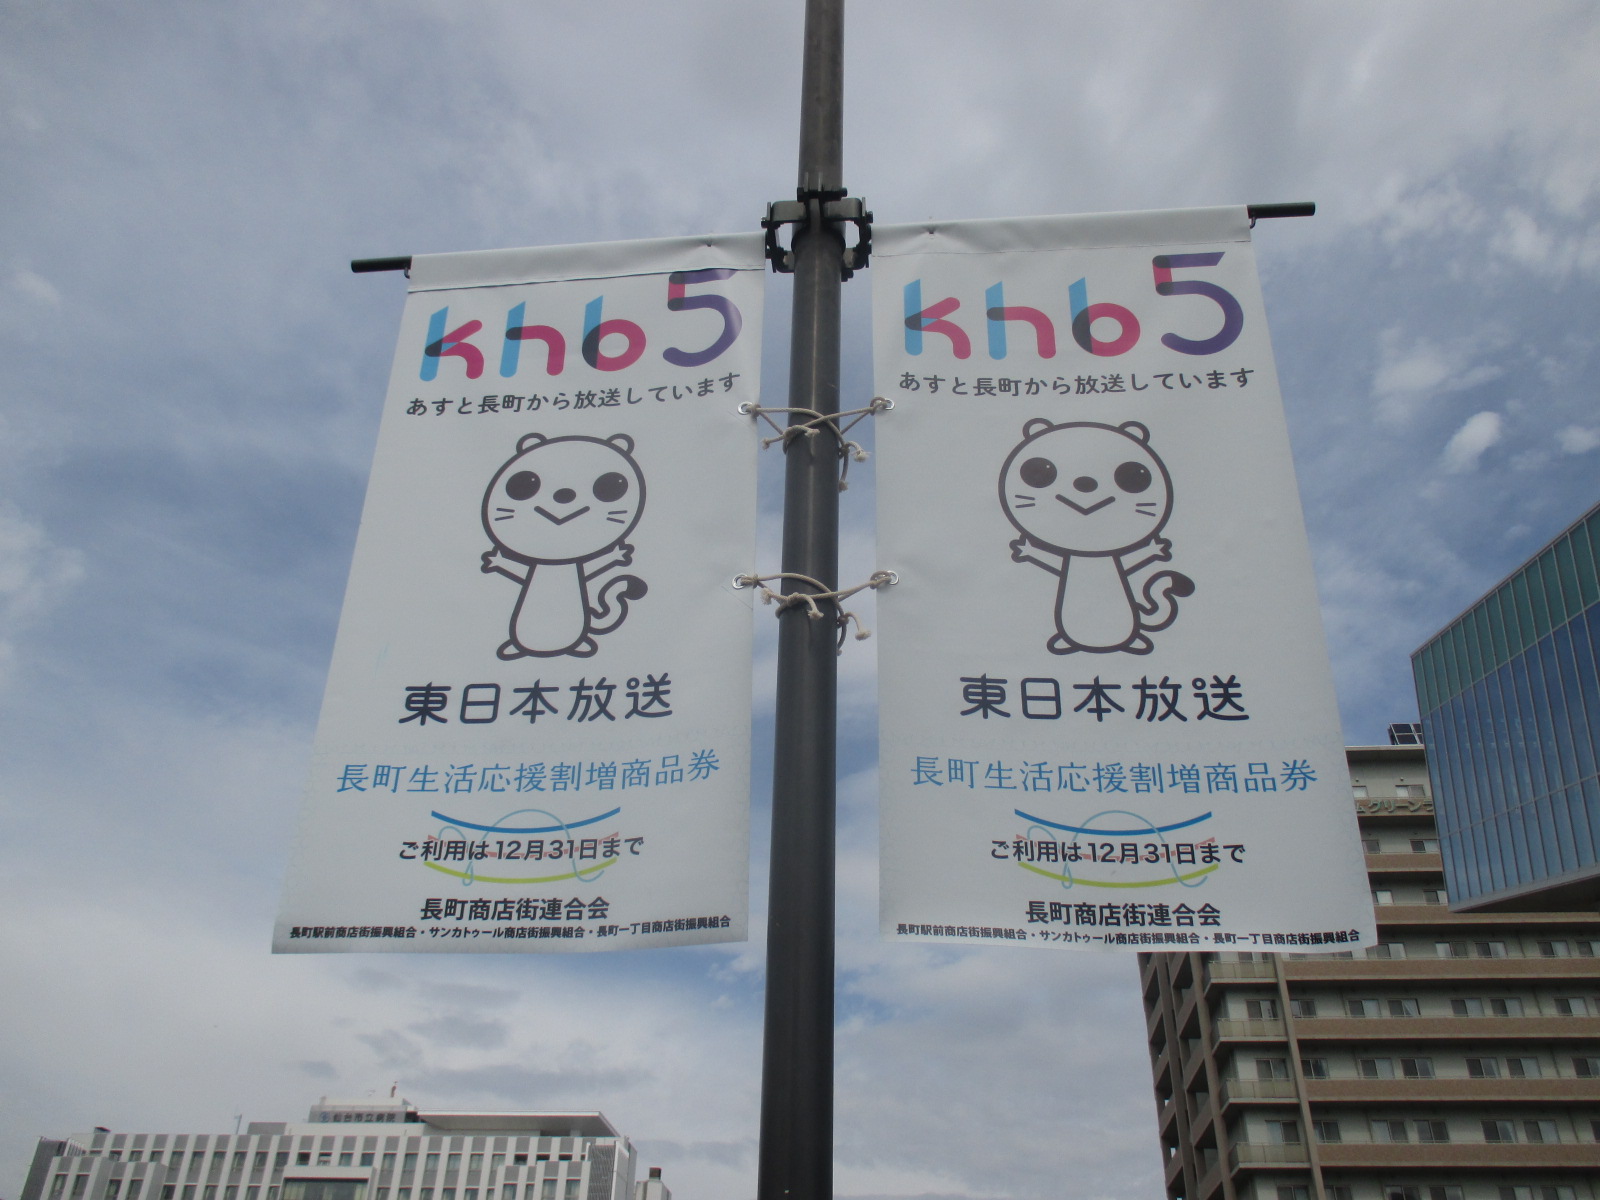 khb5
あすと長町から放送しています
東日本放送
長町生活応援割増商品券
ご利用は12月31日まで
長町商店街連合会
長町駅前商店街振興組合・サンカトゥール商店街振興組合・長町一丁目商店街振興組合
khb5
あすと長町から放送しています
東日本放送
長町生活応援割増商品券
ご利用は12月31日まで
長町商店街連合会
長町駅前商店街振興組合・サンカトゥール商店街振興組合・長町一丁目商店街振興組合
仙台市立病院